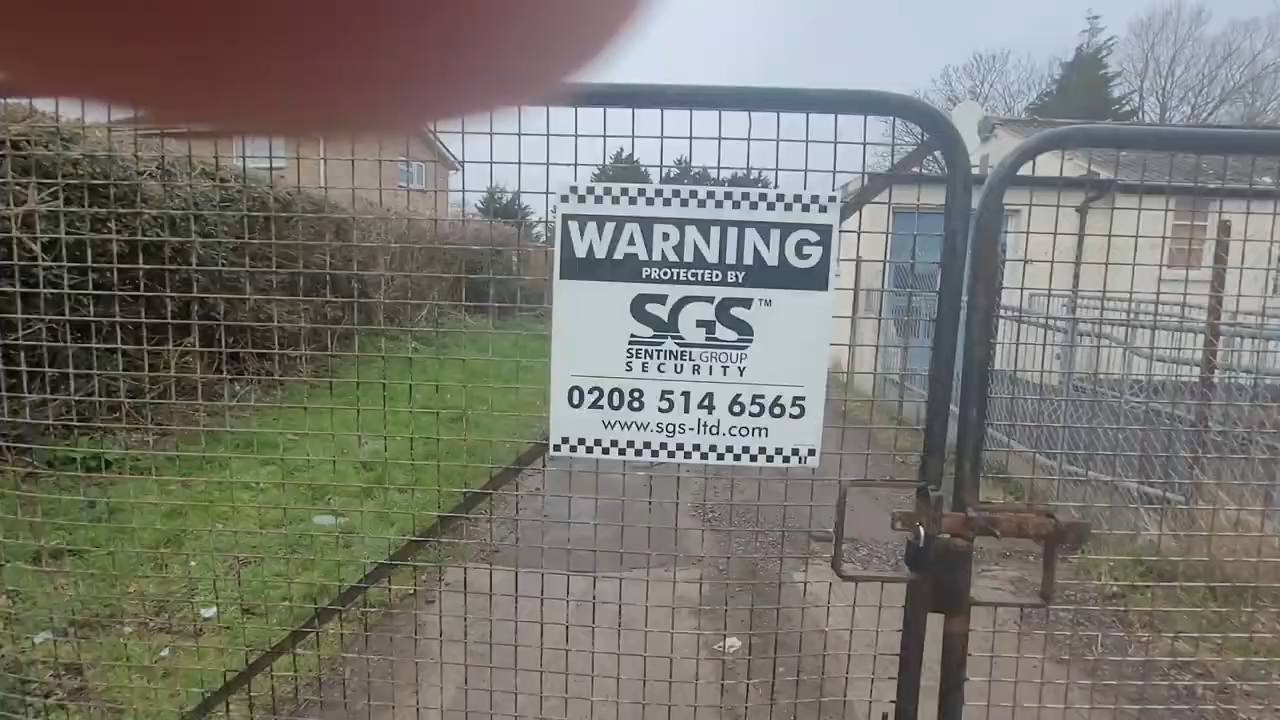 WARNING
PROTECTED BY
SGS™
SENTINEL GROUP
SECURITY
0208 514 6565
www.sgs-ltd.com